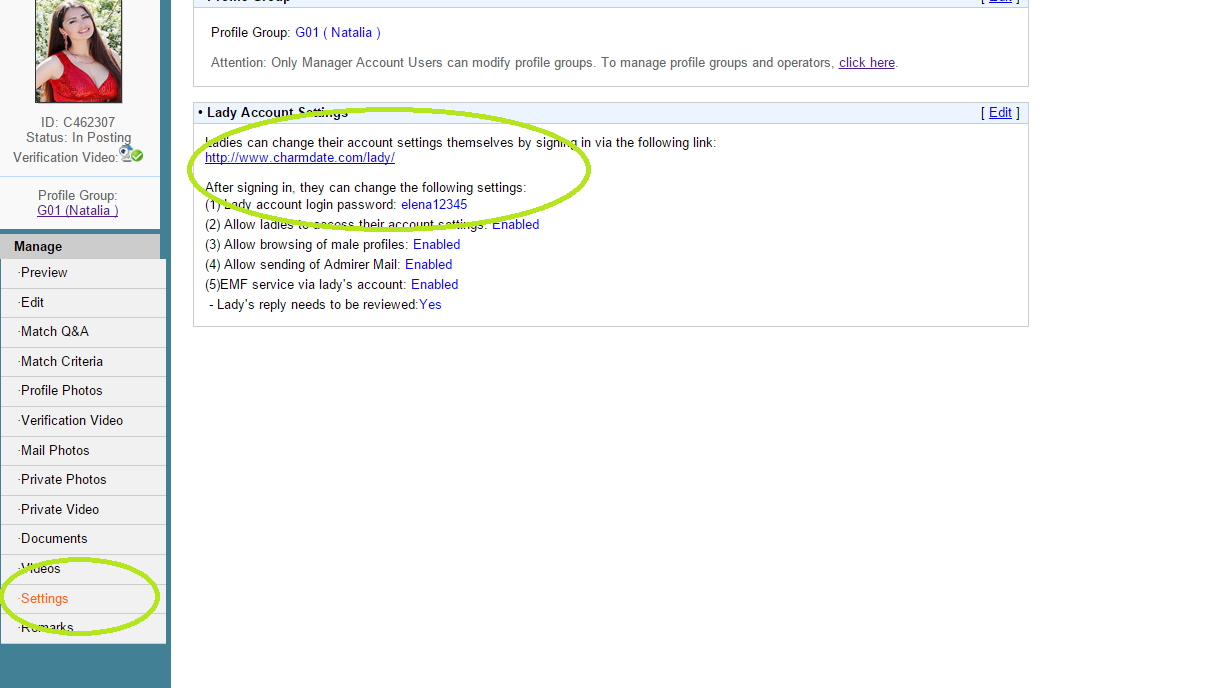 Profile Group
[ Edit ]
Profile Group: G01 ( Natalia )
Attention: Only Manager Account Users can modify profile groups. To manage profile groups and operators, click here.
• Lady Account Settings
[ Edit ]
Ladies can change their account settings themselves by signing in via the following link:
http://www.charmdate.com/lady/
After signing in, they can change the following settings:
(1) Lady account login password: elena12345
(2) Allow ladies to access their account settings: Enabled
(3) Allow browsing of male profiles: Enabled
(4) Allow sending of Admirer Mail: Enabled
(5)EMF service via lady's account: Enabled
- Lady's reply needs to be reviewed:Yes
ID: C462307
Status: In Posting
Verification Video:
Profile Group:
G01 (Natalia )
Manage
·Preview
·Edit
·Match Q&A
·Match Criteria
·Profile Photos
·Verification Video
·Mail Photos
·Private Photos
·Private Video
·Documents
·Videos
·Settings
·Remarks